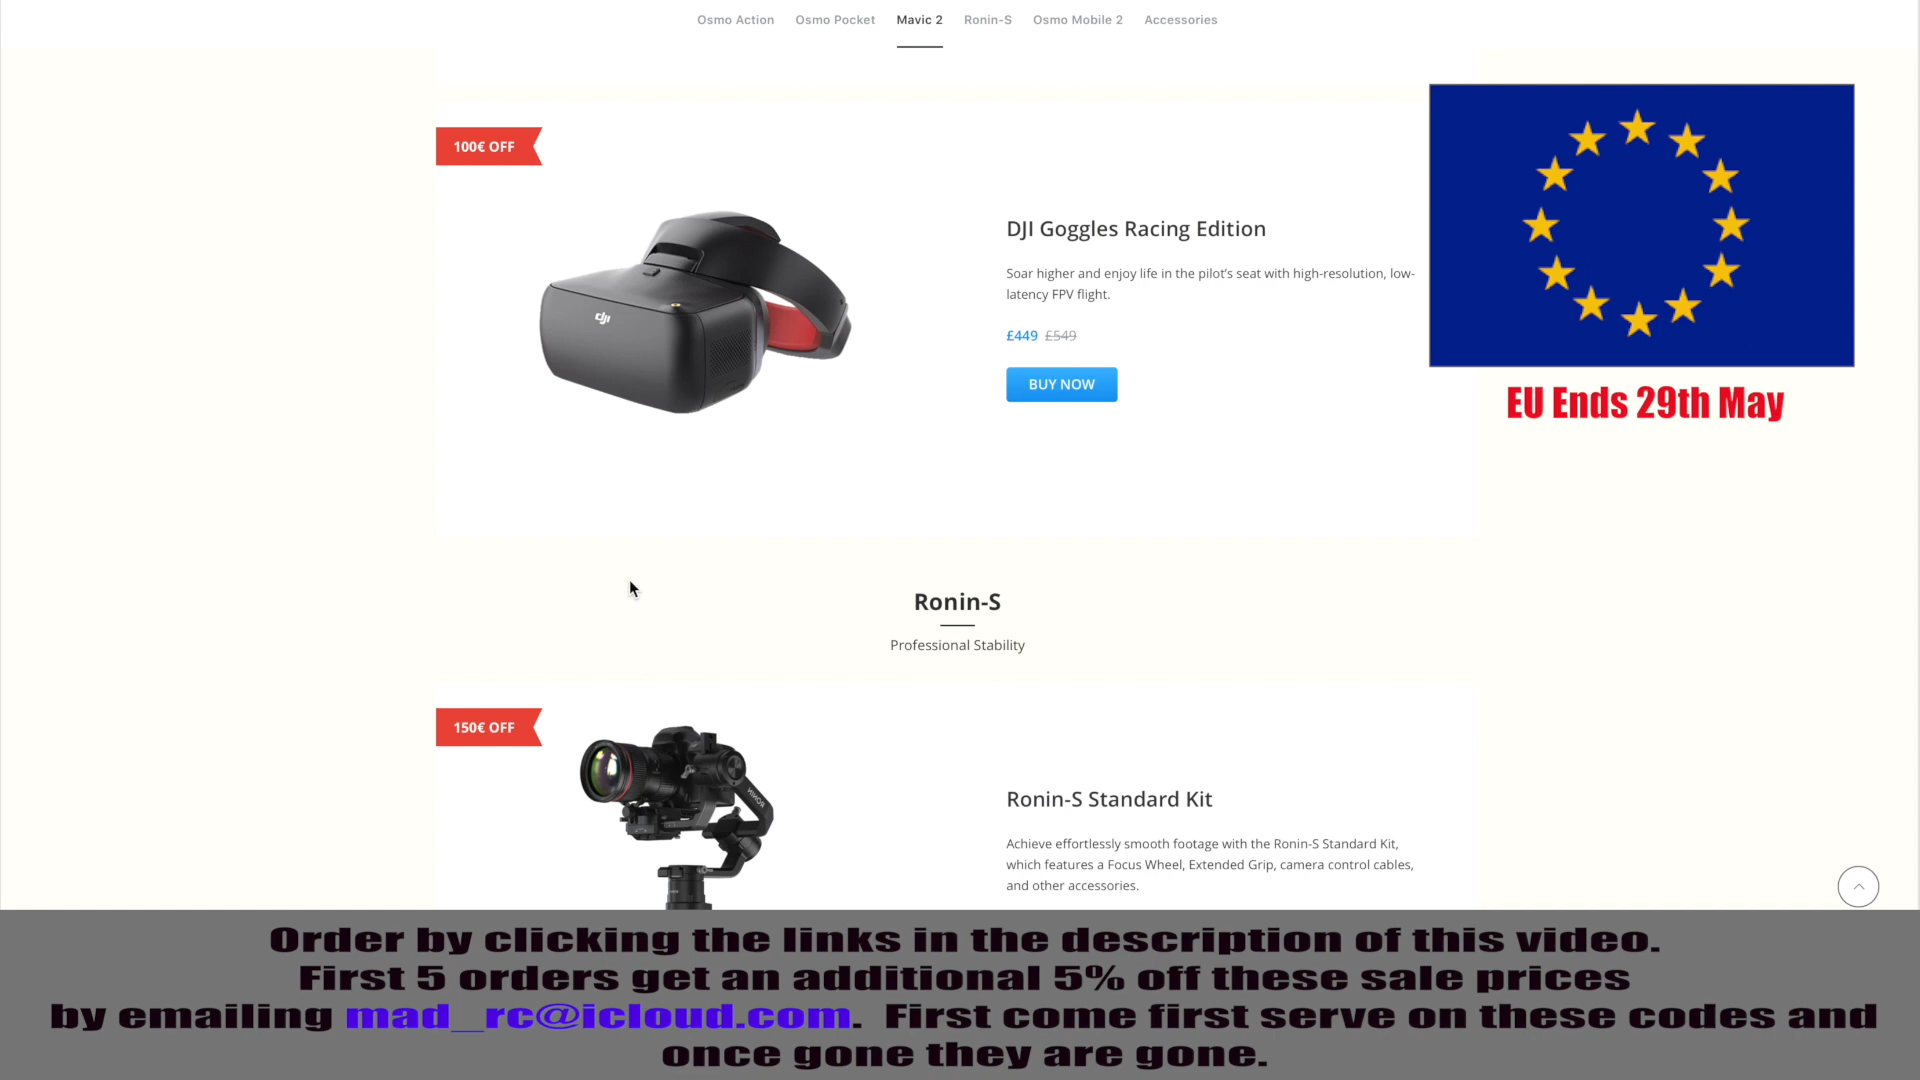 Osmo Action Osmo Pocket Mavic 2 Ronin-S Osmo Mobile 2 Accessories
100€ OFF
dji
DJI Goggles Racing Edition
Soar higher and enjoy life in the pilot's seat with high-resolution, low-
latency FPV flight.
£449 £549
BUY NOW
EU Ends 29th May
Ronin-S
Professional Stability
150€ OFF
RONIN
Ronin-S Standard Kit
Achieve effortlessly smooth footage with the Ronin-S Standard Kit,
which features a Focus Wheel, Extended Grip, camera control cables,
and other accessories.
Order by clicking the links in the description of this video.
First 5 orders get an additional 5% off these sale prices
by emailing mad_rc@icloud.com. First come first serve on these codes and
once gone they are gone.